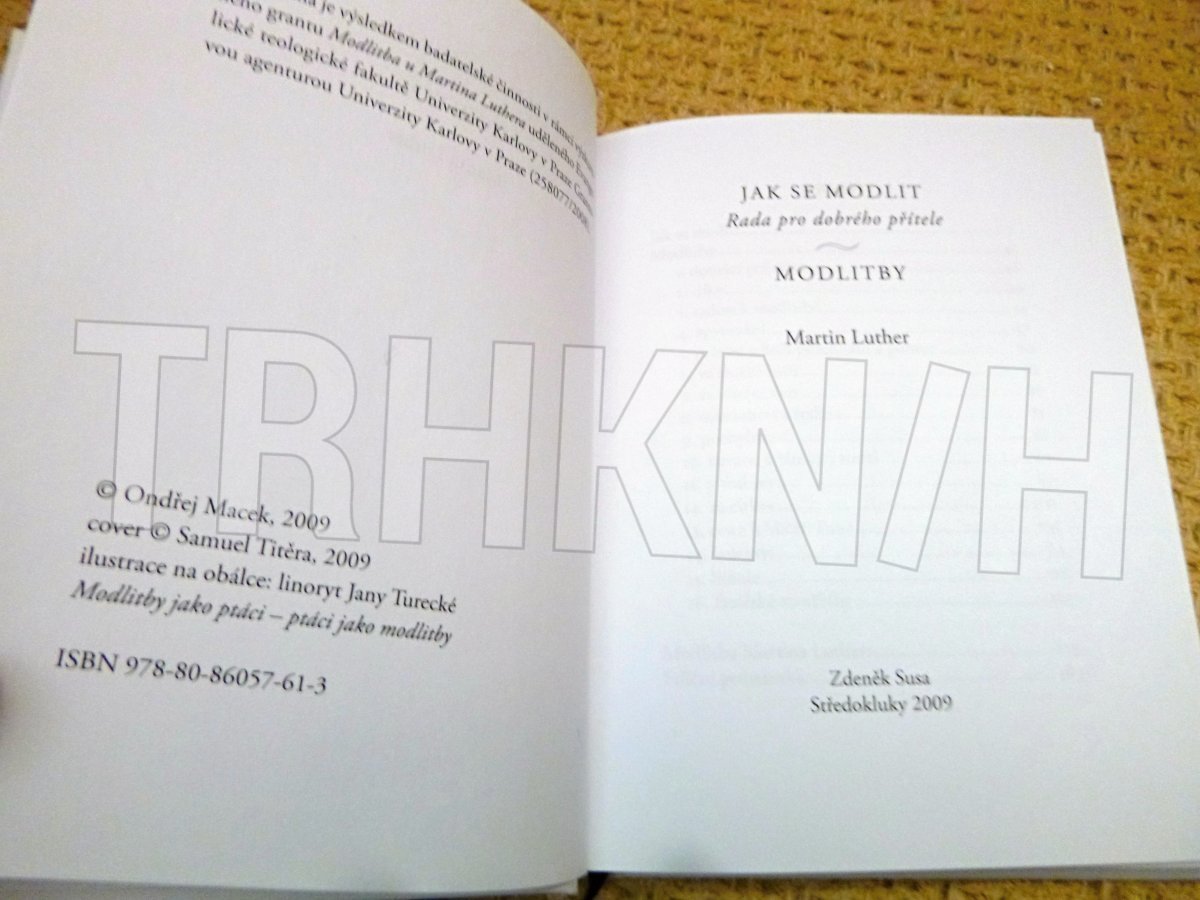 je výsledkem badatelské činnosti v rámci
grantu Modlitba u Martina Luthera uděleného
lické teologické fakultě Univerzity Karlovy v Praze
vou agenturou Univerzity Karlovy v Praze
© Ondřej Macek, 2009
cover © Samuel Titěra, 2009
ilustrace na obálce: linoryt Jany Turecké
Modlitby jako ptáci – ptáci jako modlitby
ISBN 978-80-86057-61-3
JAK SE MODLIT
Rada pro dobrého přítele
MODLITBY
Martin Luther
Zdeněk Susa
Středokluky 2009
TRHKNIH